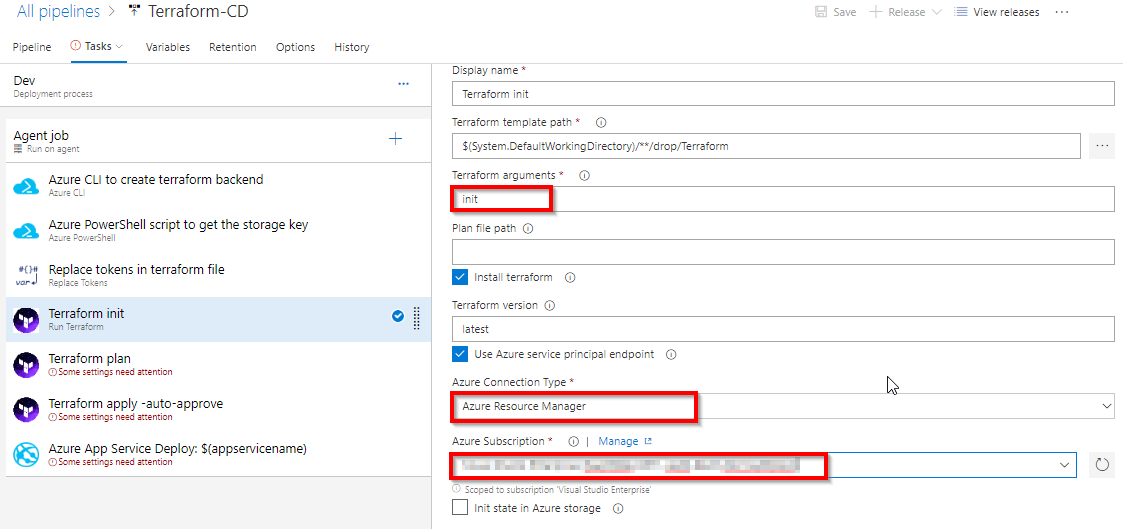 All pipelines > Terraform-CD
Save Release View releases ...
Pipeline Tasks Variables Retention Options History
Dev
Deployment process
...
Agent job
Run on agent
Azure CLI to create terraform backend
Azure CLI
Azure PowerShell script to get the storage key
Azure PowerShell
#{}#
var
Replace tokens in terraform file
Replace Tokens
Terraform init
Run Terraform
Terraform plan
Some settings need attention
Terraform apply -auto-approve
Some settings need attention
Azure App Service Deploy: $(appservicename)
Some settings need attention
Display name *
Terraform init
Terraform template path *
$(System.DefaultWorkingDirectory)/**/drop/Terraform
...
Terraform arguments *
init
Plan file path
Install terraform
Terraform version
latest
Use Azure service principal endpoint
Azure Connection Type *
Azure Resource Manager
Azure Subscription * | Manage
Scoped to subscription 'Visual Studio Enterprise'
Init state in Azure storage